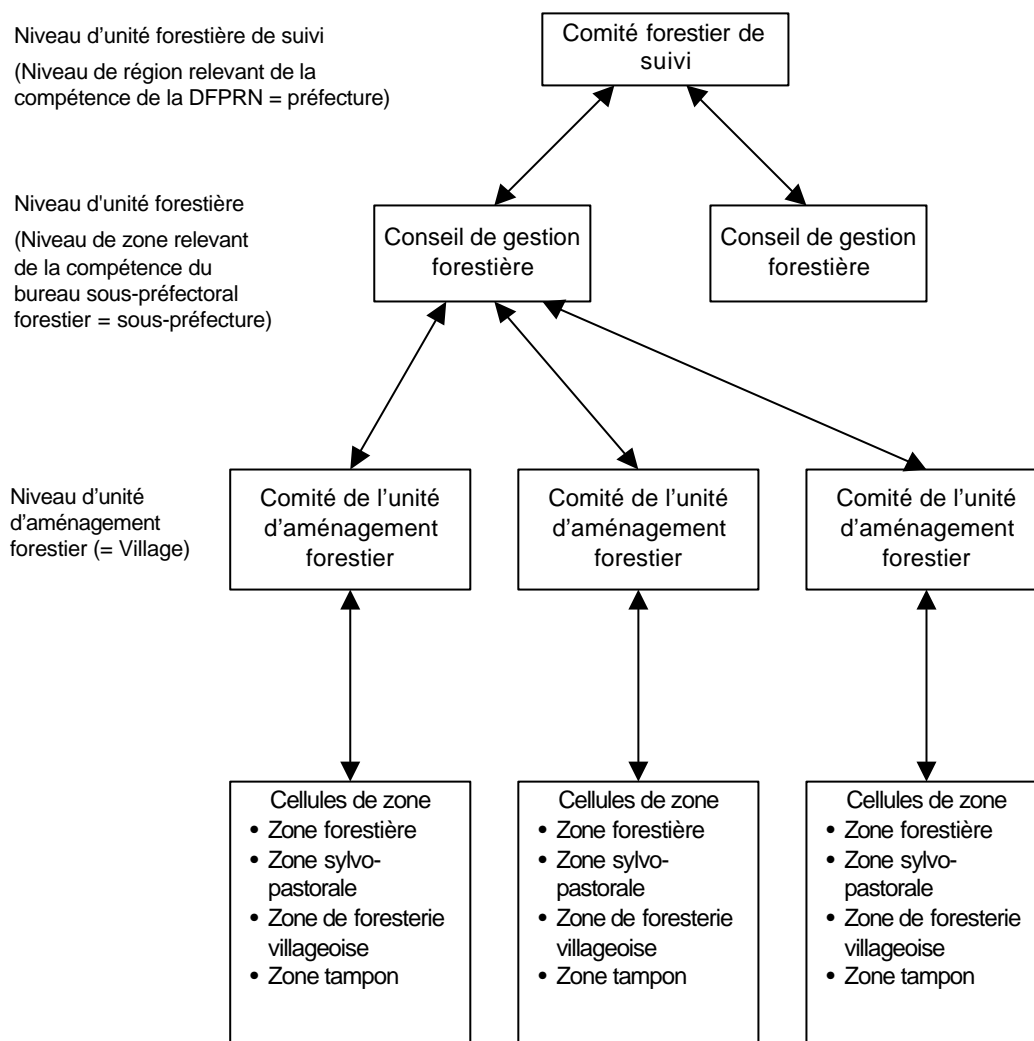 Niveau d’unité forestière de suivi
(Niveau de région relevant de la
compétence de la DFPRN = préfecture)
Comité forestier de
suivi
Niveau d'unité forestière
(Niveau de zone relevant
de la compétence du
bureau sous-préfectoral
forestier = sous-préfecture)
Conseil de gestion
forestière
Conseil de gestion
forestière
Niveau d’unité
d’aménagement
forestier (= Village)
Comité de l’unité
d’aménagement
forestier
Comité de l’unité
d’aménagement
forestier
Comité de l’unité
d’aménagement
forestier
Cellules de zone
• Zone forestière
• Zone sylvo-
pastorale
• Zone de foresterie
villageoise
• Zone tampon
Cellules de zone
• Zone forestière
• Zone sylvo-
pastorale
• Zone de foresterie
villageoise
• Zone tampon
Cellules de zone
• Zone forestière
• Zone sylvo-
pastorale
• Zone de foresterie
villageoise
• Zone tampon